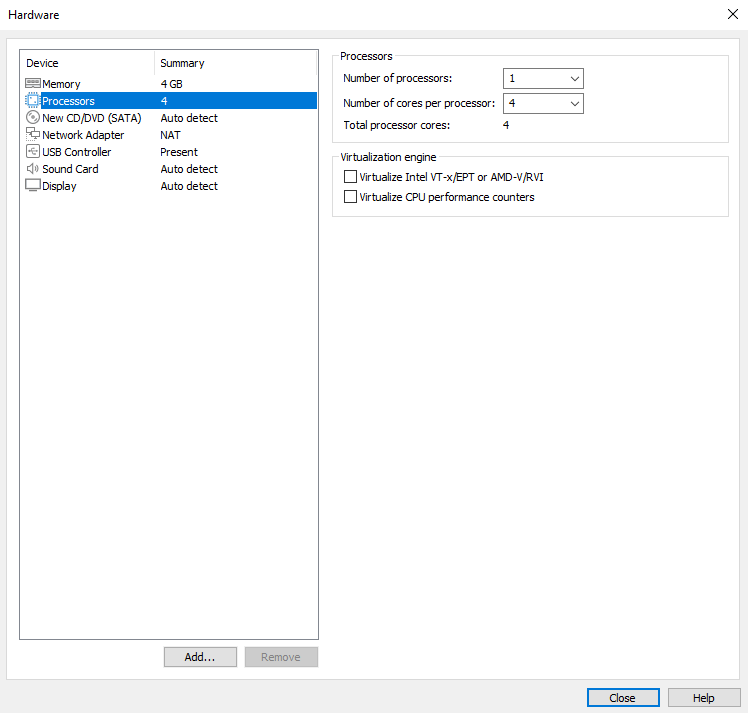 Hardware
Device Summary
Memory 4 GB
Processors 4
New CD/DVD (SATA) Auto detect
Network Adapter NAT
USB Controller Present
Sound Card Auto detect
Display Auto detect
Add... Remove
Processors
Number of processors: 1
Number of cores per processor: 4
Total processor cores: 4
Virtualization engine
Virtualize Intel VT-x/EPT or AMD-V/RVI
Virtualize CPU performance counters
Close Help